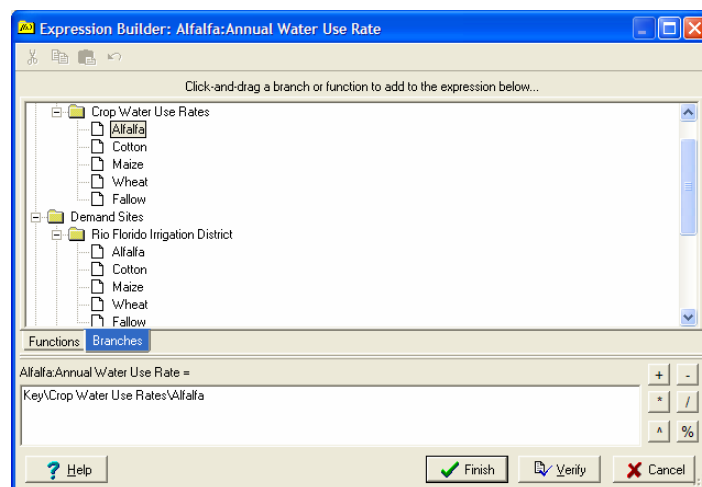 Expression Builder: Alfalfa:Annual Water Use Rate
Click-and-drag a branch or function to add to the expression below...
Crop Water Use Rates
Alfalfa
Cotton
Maize
Wheat
Fallow
Demand Sites
Rio Florido Irrigation District
Alfalfa
Cotton
Maize
Wheat
Fallow
Functions Branches
Alfalfa:Annual Water Use Rate =
+ -
Key\Crop Water Use Rates\Alfalfa
* /
^ %
? Help Finish Verify Cancel